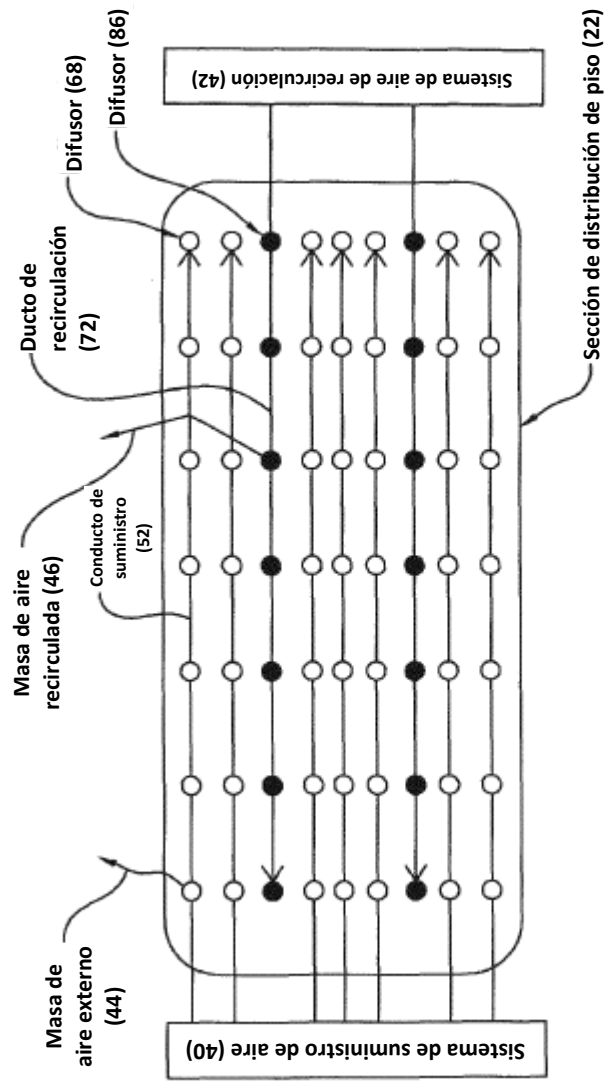 Masa de
aire externo
(44)
Masa de aire
recirculada (46)
Conducto de
suministro
(52)
Ducto de
recirculación
(72)
Difusor (68)
Difusor (86)
Sistema de suministro de aire (40)
Sistema de aire de recirculación (42)
Sección de distribución de piso (22)